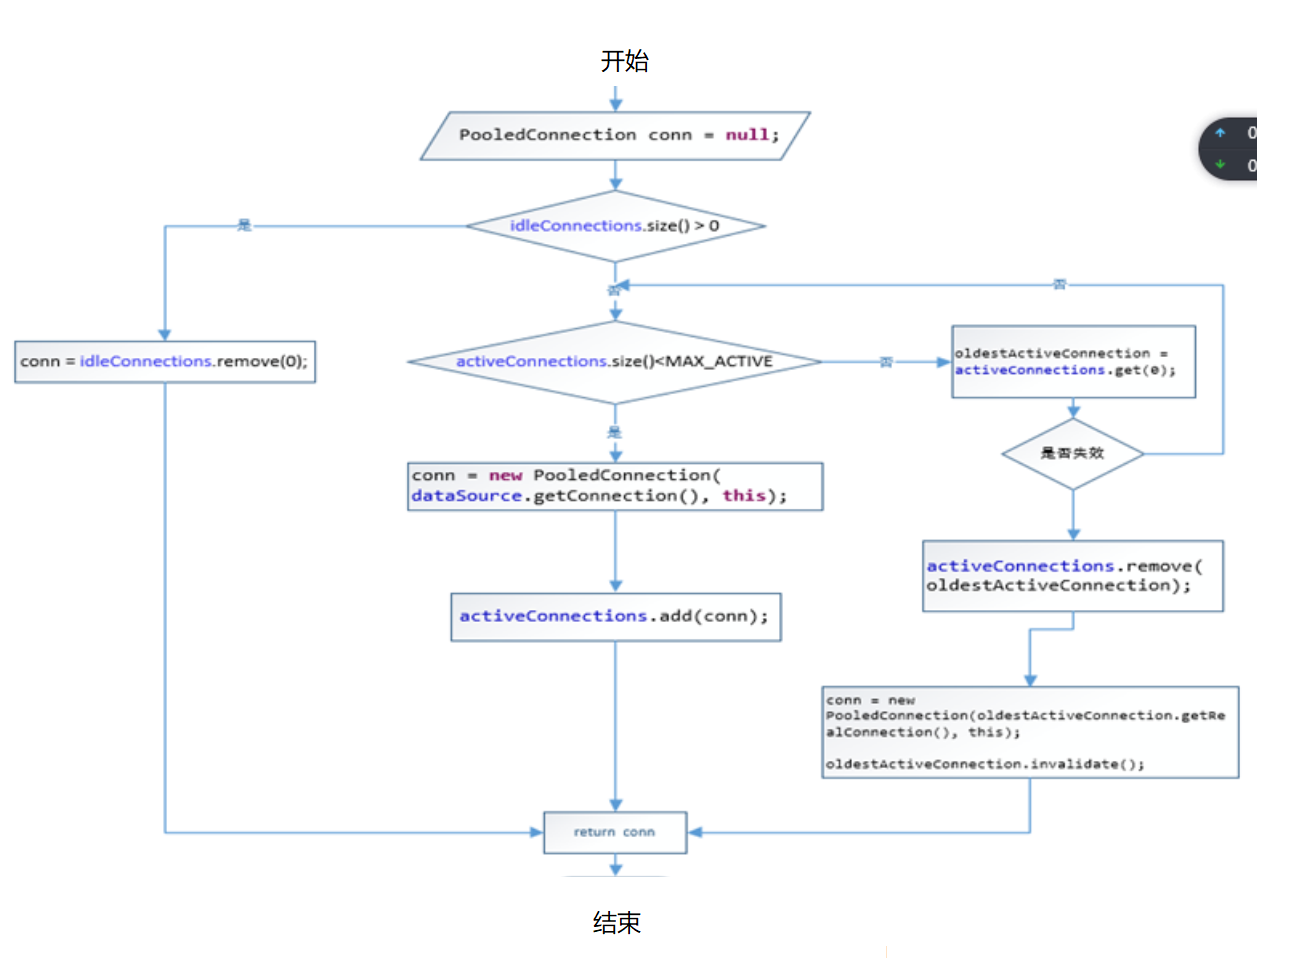 开始
PooledConnection conn = null;
0
0
idleConnections.size() > 0
是
否
否
conn = idleConnections.remove(0);
activeConnections.size()<MAX_ACTIVE
否
oldestActiveConnection =
activeConnections.get(0);
是
是否失效
conn = new PooledConnection(
dataSource.getConnection(), this);
activeConnections.remove(
oldestActiveConnection);
activeConnections.add(conn);
conn = new
PooledConnection(oldestActiveConnection.getRe
alConnection(), this);
oldestActiveConnection.invalidate();
return conn
结束